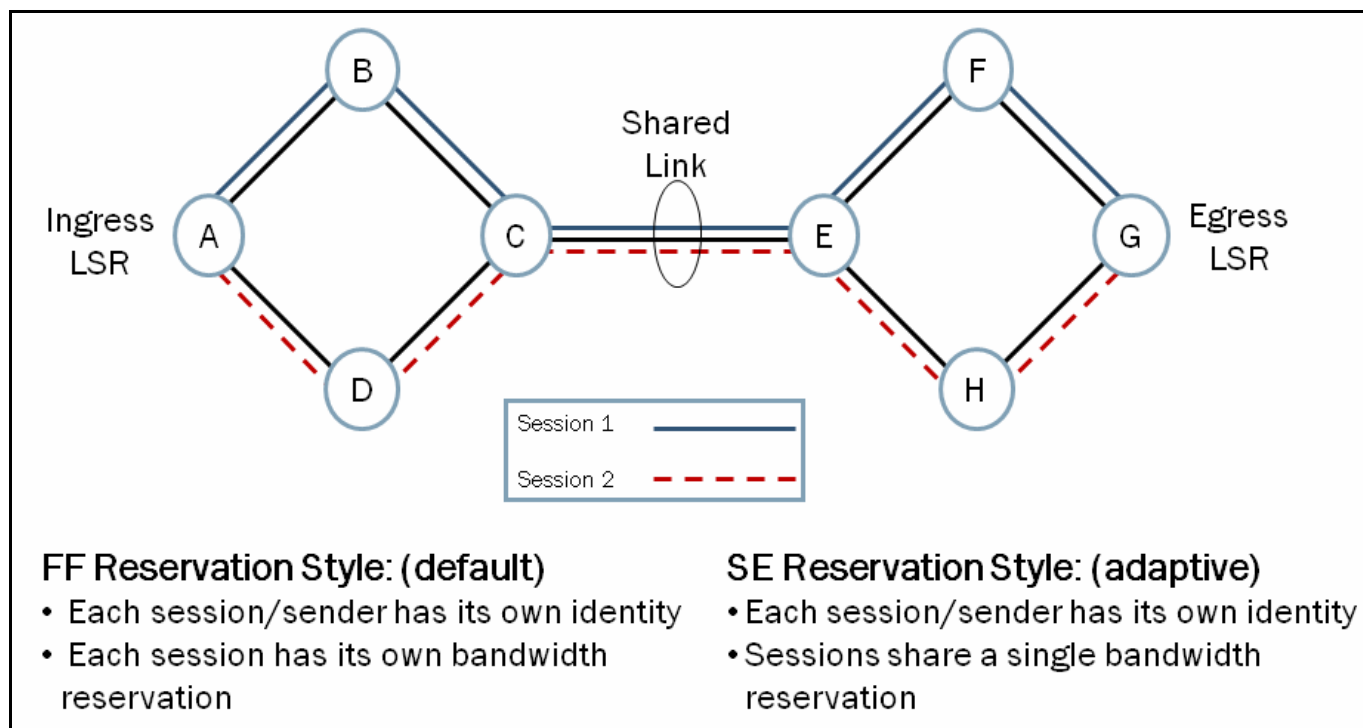 B
F
Shared
Link
Ingress
LSR
A
C
E
G
Egress
LSR
D
H
Session 1
Session 2
FF Reservation Style: (default)
• Each session/sender has its own identity
• Each session has its own bandwidth
reservation
SE Reservation Style: (adaptive)
• Each session/sender has its own identity
• Sessions share a single bandwidth
reservation